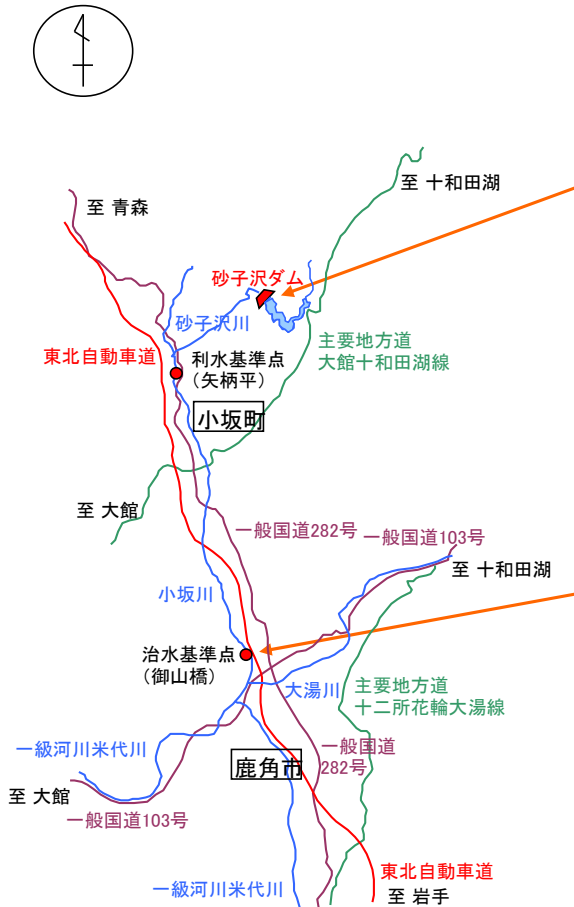 至 十和田湖
至 青森
砂子沢ダム
砂子沢川
主要地方道
大館十和田湖線
東北自動車道
利水基準点
（矢柄平）
小坂町
至 大館
一般国道282号
一般国道103号
至 十和田湖
小坂川
治水基準点
（御山橋）
大湯川
主要地方道
十二所花輪大湯線
一級河川米代川
一般国道
282号
鹿角市
至 大館
一般国道103号
東北自動車道
一級河川米代川
至 岩手